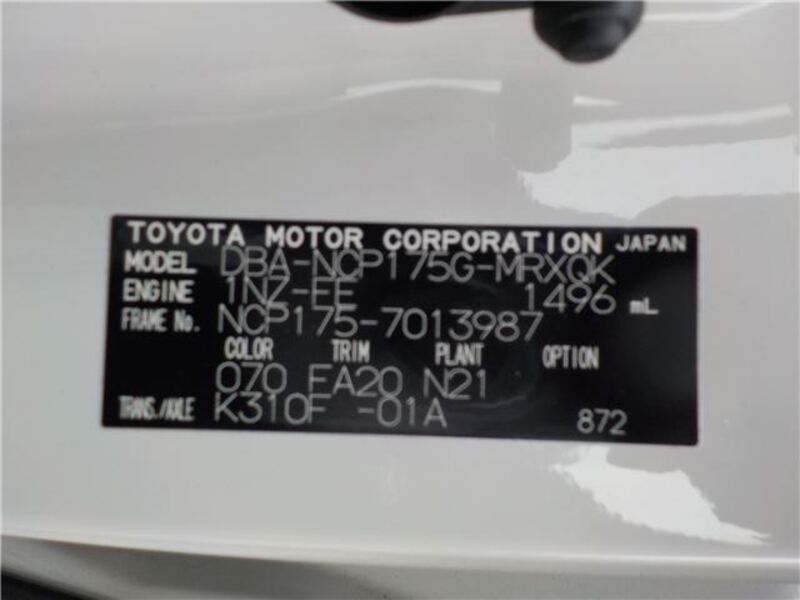 TOYOTA MOTOR CORPORATION JAPAN
MODEL DBA-NCP175G-MRXQK
ENGINE 1NZ-FE 1496 mL
FRAME No. NCP175-7013987
COLOR TRIM PLANT OPTION
070 FA20 N21
TRANS./AXLE K310F -01A 872